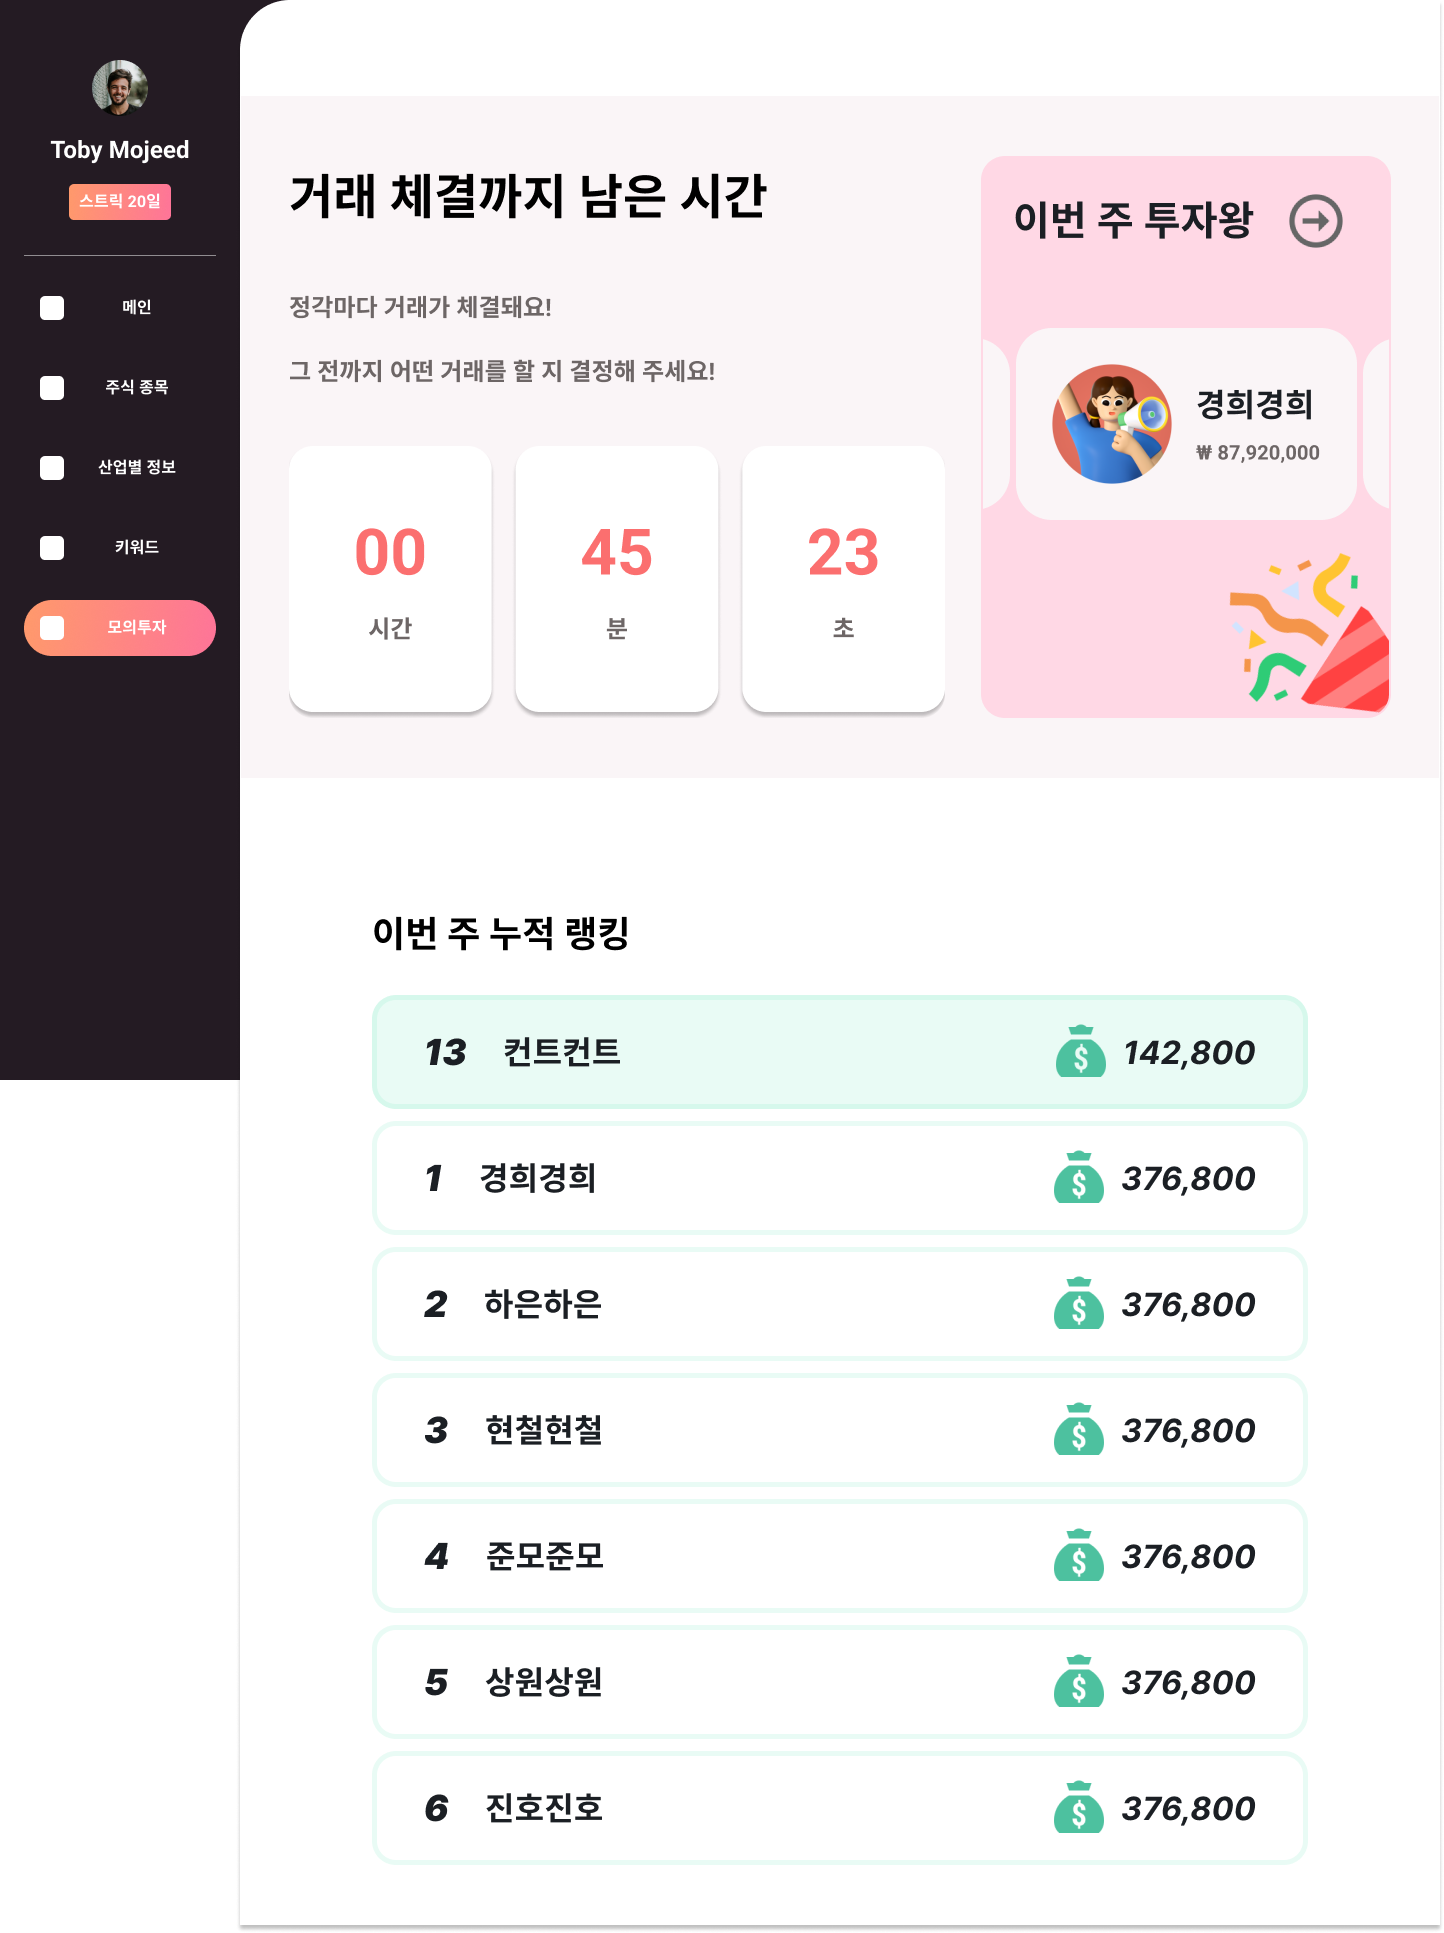 Toby Mojeed
스트릭 20일
메인
주식 종목
산업별 정보
키워드
모의투자
거래 체결까지 남은 시간
정각마다 거래가 체결돼요!
그 전까지 어떤 거래를 할 지 결정해 주세요!
00
시간
45
분
23
초
이번 주 투자왕
경희경희
₩ 87,920,000
이번 주 누적 랭킹
13 컨트컨트 $ 142,800
1 경희경희 $ 376,800
2 하은하은 $ 376,800
3 현철현철 $ 376,800
4 준모준모 $ 376,800
5 상원상원 $ 376,800
6 진호진호 $ 376,800